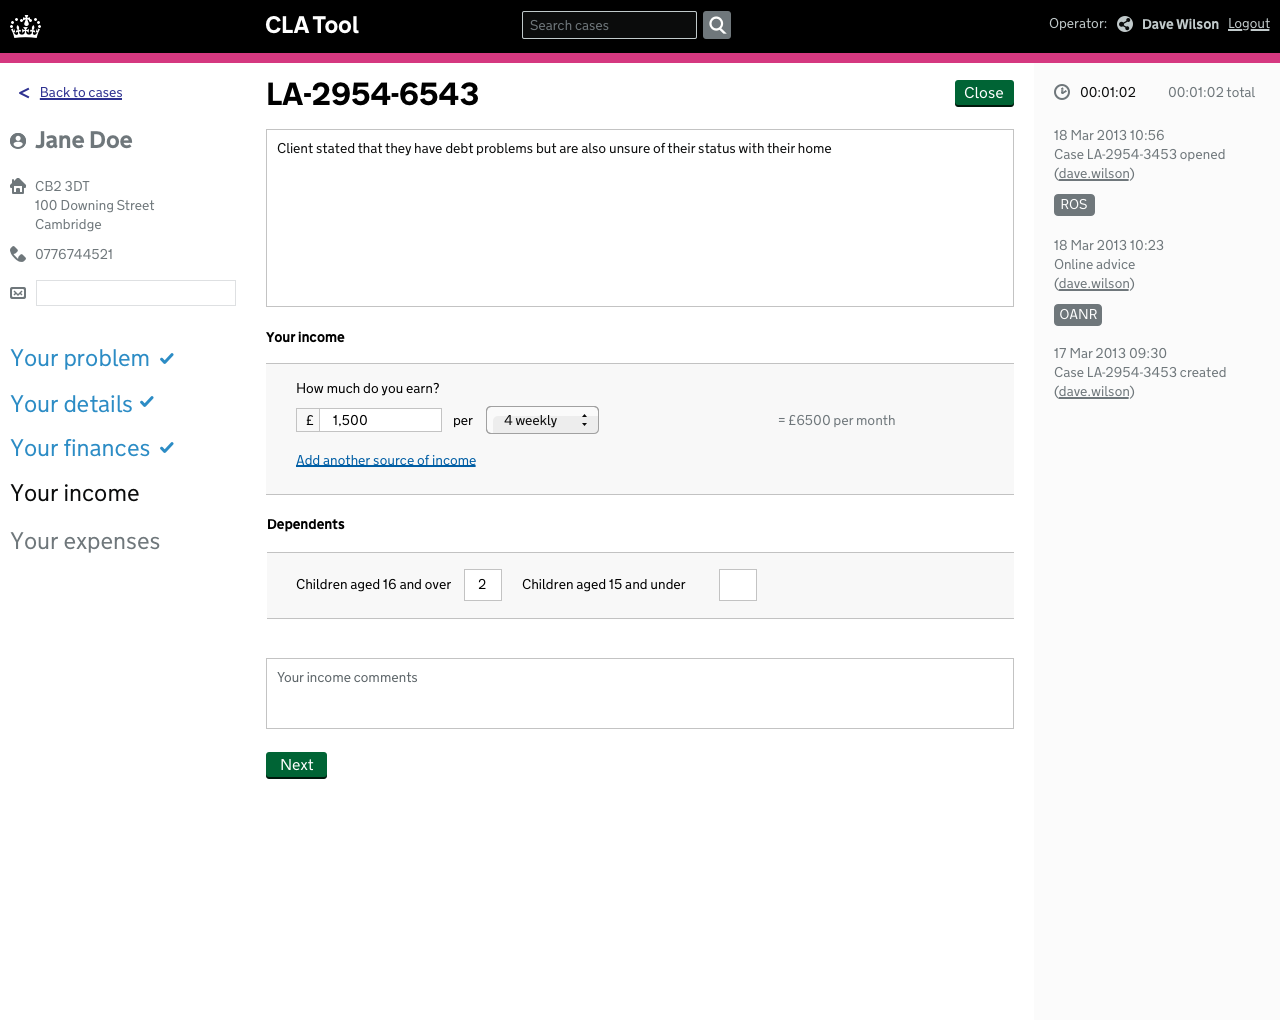 CLA Tool
Search cases
Operator: Dave Wilson Logout
< Back to cases
Jane Doe
CB2 3DT
100 Downing Street
Cambridge
0776744521
Your problem
Your details
Your finances
Your income
Your expenses
LA-2954-6543
Close
Client stated that they have debt problems but are also unsure of their status with their home
Your income
How much do you earn?
£ 1,500 per 4 weekly = £6500 per month
Add another source of income
Dependents
Children aged 16 and over 2 Children aged 15 and under
Your income comments
Next
00:01:02 00:01:02 total
18 Mar 2013 10:56
Case LA-2954-3453 opened
(dave.wilson)
ROS
18 Mar 2013 10:23
Online advice
(dave.wilson)
OANR
17 Mar 2013 09:30
Case LA-2954-3453 created
(dave.wilson)